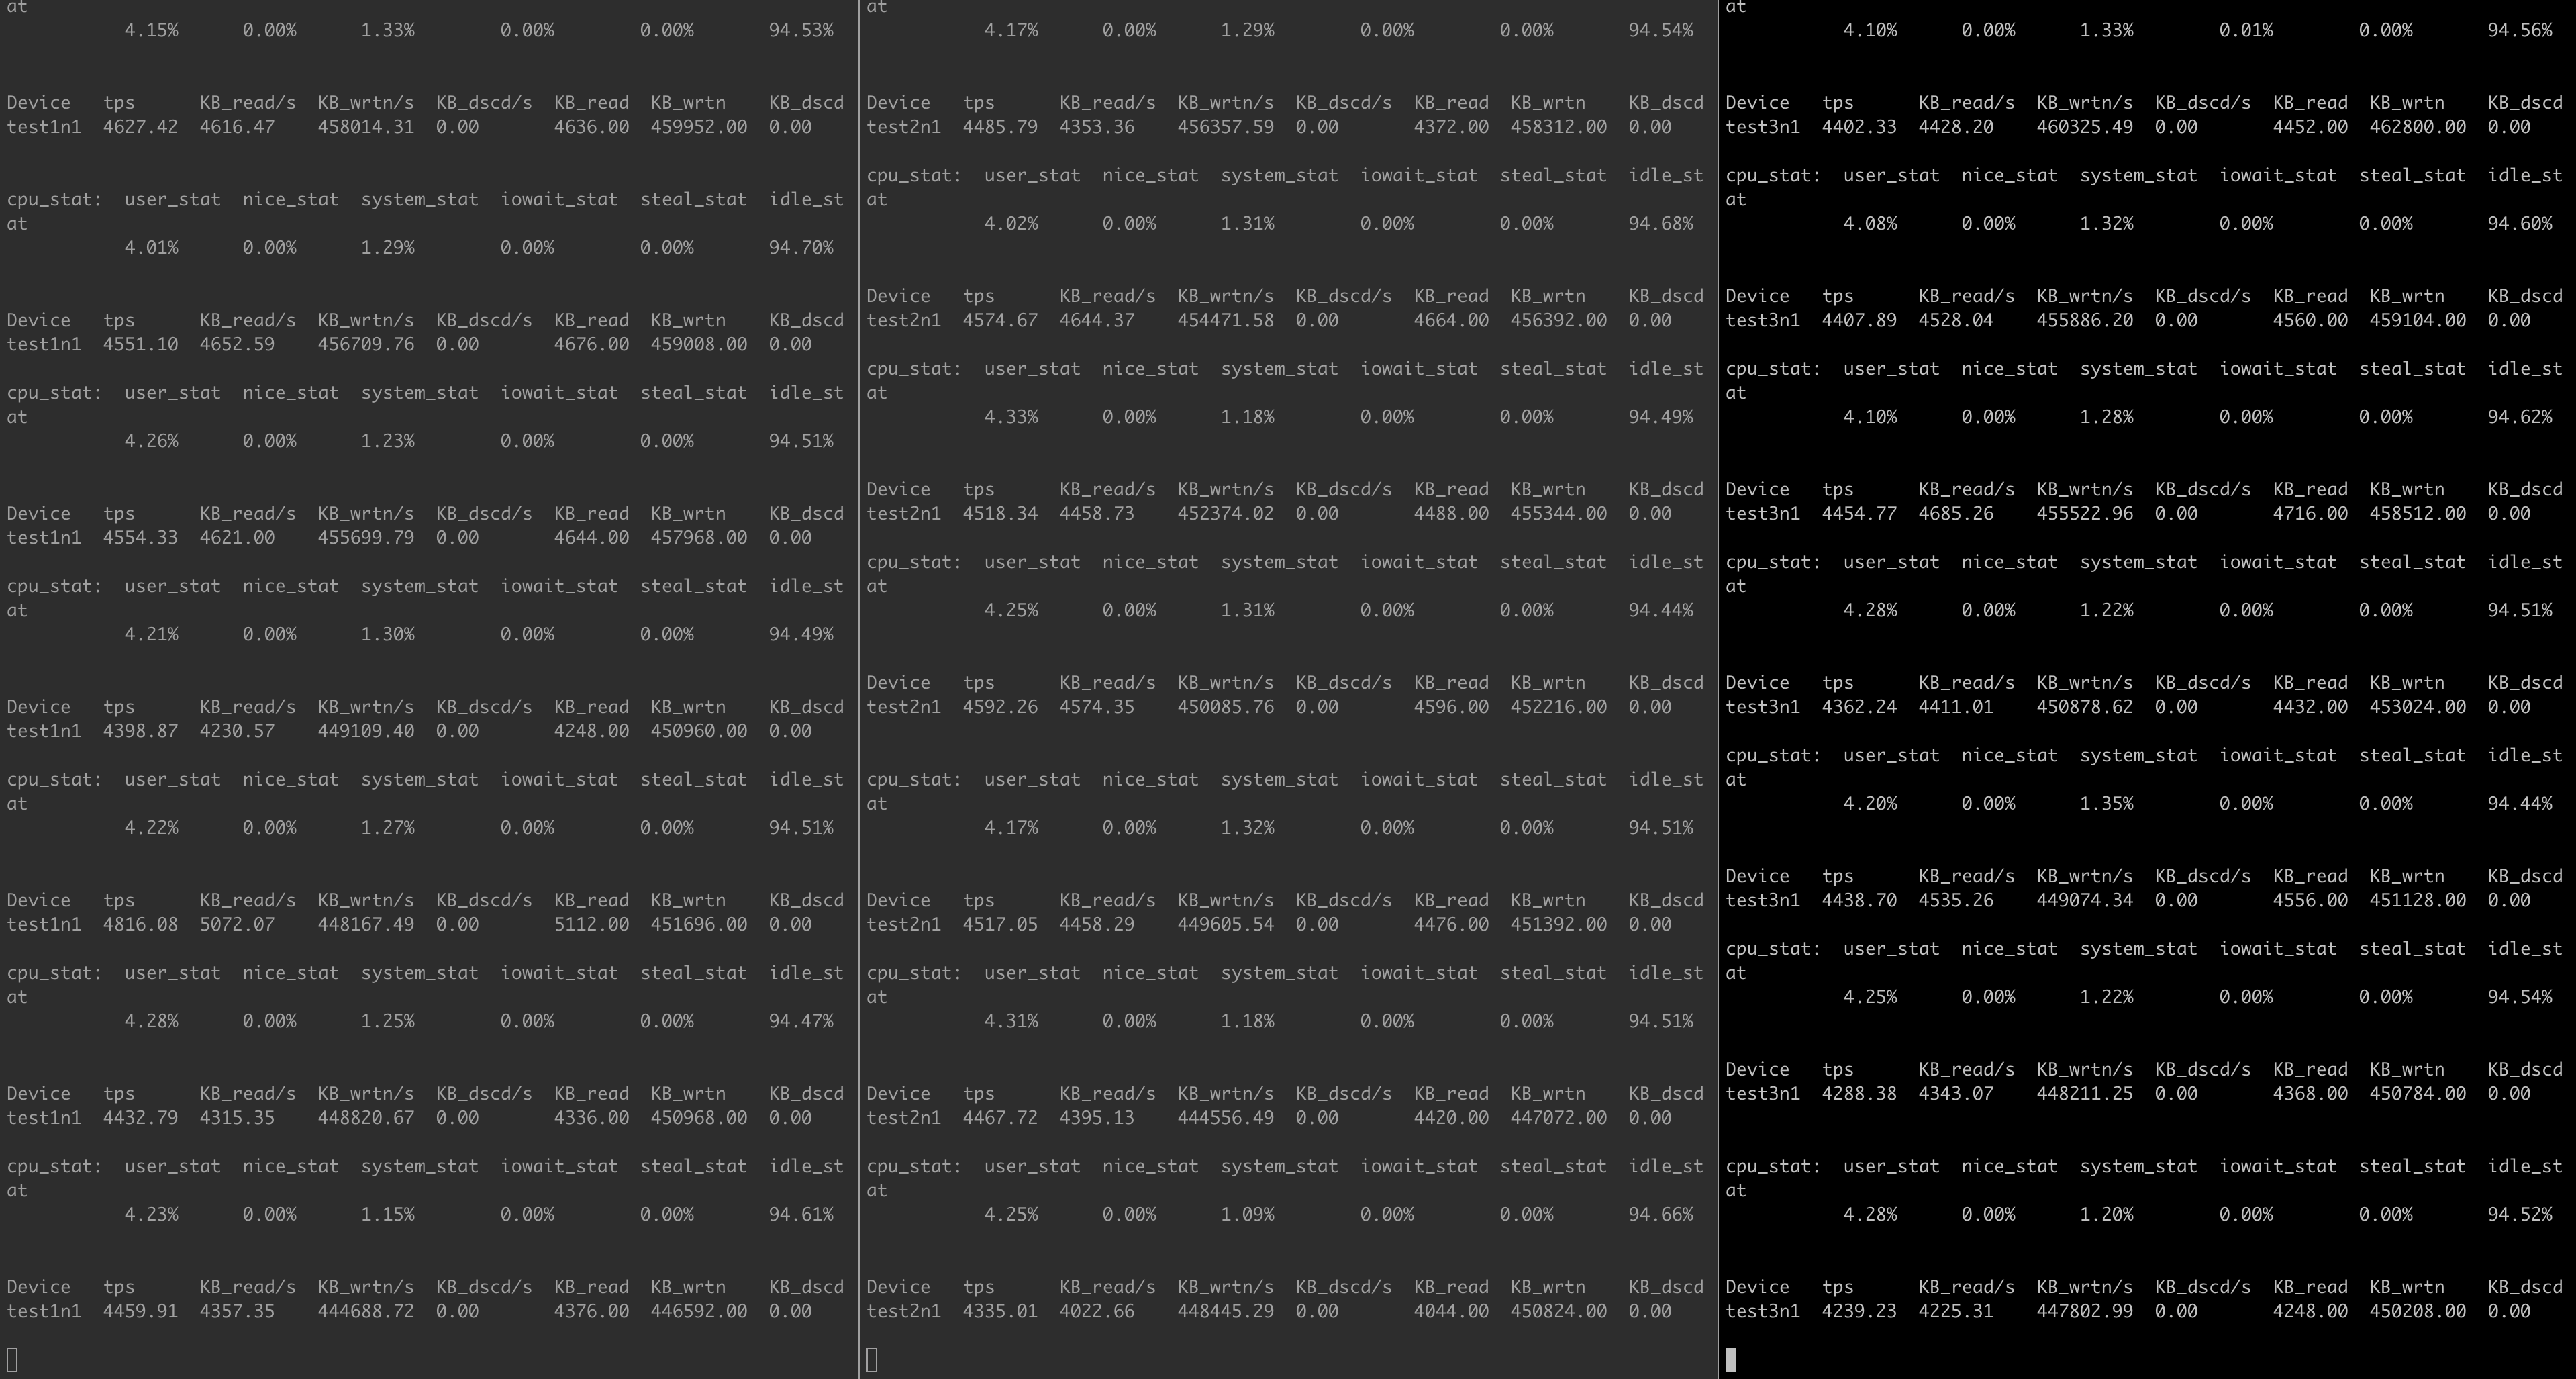 at
4.15% 0.00% 1.33% 0.00% 0.00% 94.53%
Device tps KB_read/s KB_wrtn/s KB_dscd/s KB_read KB_wrtn KB_dscd
test1n1 4627.42 4616.47 458014.31 0.00 4636.00 459952.00 0.00
cpu_stat: user_stat nice_stat system_stat iowait_stat steal_stat idle_st
at
4.01% 0.00% 1.29% 0.00% 0.00% 94.70%
Device tps KB_read/s KB_wrtn/s KB_dscd/s KB_read KB_wrtn KB_dscd
test1n1 4551.10 4652.59 456709.76 0.00 4676.00 459008.00 0.00
cpu_stat: user_stat nice_stat system_stat iowait_stat steal_stat idle_st
at
4.26% 0.00% 1.23% 0.00% 0.00% 94.51%
Device tps KB_read/s KB_wrtn/s KB_dscd/s KB_read KB_wrtn KB_dscd
test1n1 4554.33 4621.00 455699.79 0.00 4644.00 457968.00 0.00
cpu_stat: user_stat nice_stat system_stat iowait_stat steal_stat idle_st
at
4.21% 0.00% 1.30% 0.00% 0.00% 94.49%
Device tps KB_read/s KB_wrtn/s KB_dscd/s KB_read KB_wrtn KB_dscd
test1n1 4398.87 4230.57 449109.40 0.00 4248.00 450960.00 0.00
cpu_stat: user_stat nice_stat system_stat iowait_stat steal_stat idle_st
at
4.22% 0.00% 1.27% 0.00% 0.00% 94.51%
Device tps KB_read/s KB_wrtn/s KB_dscd/s KB_read KB_wrtn KB_dscd
test1n1 4816.08 5072.07 448167.49 0.00 5112.00 451696.00 0.00
cpu_stat: user_stat nice_stat system_stat iowait_stat steal_stat idle_st
at
4.28% 0.00% 1.25% 0.00% 0.00% 94.47%
Device tps KB_read/s KB_wrtn/s KB_dscd/s KB_read KB_wrtn KB_dscd
test1n1 4432.79 4315.35 448820.67 0.00 4336.00 450968.00 0.00
cpu_stat: user_stat nice_stat system_stat iowait_stat steal_stat idle_st
at
4.23% 0.00% 1.15% 0.00% 0.00% 94.61%
Device tps KB_read/s KB_wrtn/s KB_dscd/s KB_read KB_wrtn KB_dscd
test1n1 4459.91 4357.35 444688.72 0.00 4376.00 446592.00 0.00
at
4.17% 0.00% 1.29% 0.00% 0.00% 94.54%
Device tps KB_read/s KB_wrtn/s KB_dscd/s KB_read KB_wrtn KB_dscd
test2n1 4485.79 4353.36 456357.59 0.00 4372.00 458312.00 0.00
cpu_stat: user_stat nice_stat system_stat iowait_stat steal_stat idle_st
at
4.02% 0.00% 1.31% 0.00% 0.00% 94.68%
Device tps KB_read/s KB_wrtn/s KB_dscd/s KB_read KB_wrtn KB_dscd
test2n1 4574.67 4644.37 454471.58 0.00 4664.00 456392.00 0.00
cpu_stat: user_stat nice_stat system_stat iowait_stat steal_stat idle_st
at
4.33% 0.00% 1.18% 0.00% 0.00% 94.49%
Device tps KB_read/s KB_wrtn/s KB_dscd/s KB_read KB_wrtn KB_dscd
test2n1 4518.34 4458.73 452374.02 0.00 4488.00 455344.00 0.00
cpu_stat: user_stat nice_stat system_stat iowait_stat steal_stat idle_st
at
4.25% 0.00% 1.31% 0.00% 0.00% 94.44%
Device tps KB_read/s KB_wrtn/s KB_dscd/s KB_read KB_wrtn KB_dscd
test2n1 4592.26 4574.35 450085.76 0.00 4596.00 452216.00 0.00
cpu_stat: user_stat nice_stat system_stat iowait_stat steal_stat idle_st
at
4.17% 0.00% 1.32% 0.00% 0.00% 94.51%
Device tps KB_read/s KB_wrtn/s KB_dscd/s KB_read KB_wrtn KB_dscd
test2n1 4517.05 4458.29 449605.54 0.00 4476.00 451392.00 0.00
cpu_stat: user_stat nice_stat system_stat iowait_stat steal_stat idle_st
at
4.31% 0.00% 1.18% 0.00% 0.00% 94.51%
Device tps KB_read/s KB_wrtn/s KB_dscd/s KB_read KB_wrtn KB_dscd
test2n1 4467.72 4395.13 444556.49 0.00 4420.00 447072.00 0.00
cpu_stat: user_stat nice_stat system_stat iowait_stat steal_stat idle_st
at
4.25% 0.00% 1.09% 0.00% 0.00% 94.66%
Device tps KB_read/s KB_wrtn/s KB_dscd/s KB_read KB_wrtn KB_dscd
test2n1 4335.01 4022.66 448445.29 0.00 4044.00 450824.00 0.00
at
4.10% 0.00% 1.33% 0.01% 0.00% 94.56%
Device tps KB_read/s KB_wrtn/s KB_dscd/s KB_read KB_wrtn KB_dscd
test3n1 4402.33 4428.20 460325.49 0.00 4452.00 462800.00 0.00
cpu_stat: user_stat nice_stat system_stat iowait_stat steal_stat idle_st
at
4.08% 0.00% 1.32% 0.00% 0.00% 94.60%
Device tps KB_read/s KB_wrtn/s KB_dscd/s KB_read KB_wrtn KB_dscd
test3n1 4407.89 4528.04 455886.20 0.00 4560.00 459104.00 0.00
cpu_stat: user_stat nice_stat system_stat iowait_stat steal_stat idle_st
at
4.10% 0.00% 1.28% 0.00% 0.00% 94.62%
Device tps KB_read/s KB_wrtn/s KB_dscd/s KB_read KB_wrtn KB_dscd
test3n1 4454.77 4685.26 455522.96 0.00 4716.00 458512.00 0.00
cpu_stat: user_stat nice_stat system_stat iowait_stat steal_stat idle_st
at
4.28% 0.00% 1.22% 0.00% 0.00% 94.51%
Device tps KB_read/s KB_wrtn/s KB_dscd/s KB_read KB_wrtn KB_dscd
test3n1 4362.24 4411.01 450878.62 0.00 4432.00 453024.00 0.00
cpu_stat: user_stat nice_stat system_stat iowait_stat steal_stat idle_st
at
4.20% 0.00% 1.35% 0.00% 0.00% 94.44%
Device tps KB_read/s KB_wrtn/s KB_dscd/s KB_read KB_wrtn KB_dscd
test3n1 4438.70 4535.26 449074.34 0.00 4556.00 451128.00 0.00
cpu_stat: user_stat nice_stat system_stat iowait_stat steal_stat idle_st
at
4.25% 0.00% 1.22% 0.00% 0.00% 94.54%
Device tps KB_read/s KB_wrtn/s KB_dscd/s KB_read KB_wrtn KB_dscd
test3n1 4288.38 4343.07 448211.25 0.00 4368.00 450784.00 0.00
cpu_stat: user_stat nice_stat system_stat iowait_stat steal_stat idle_st
at
4.28% 0.00% 1.20% 0.00% 0.00% 94.52%
Device tps KB_read/s KB_wrtn/s KB_dscd/s KB_read KB_wrtn KB_dscd
test3n1 4239.23 4225.31 447802.99 0.00 4248.00 450208.00 0.00